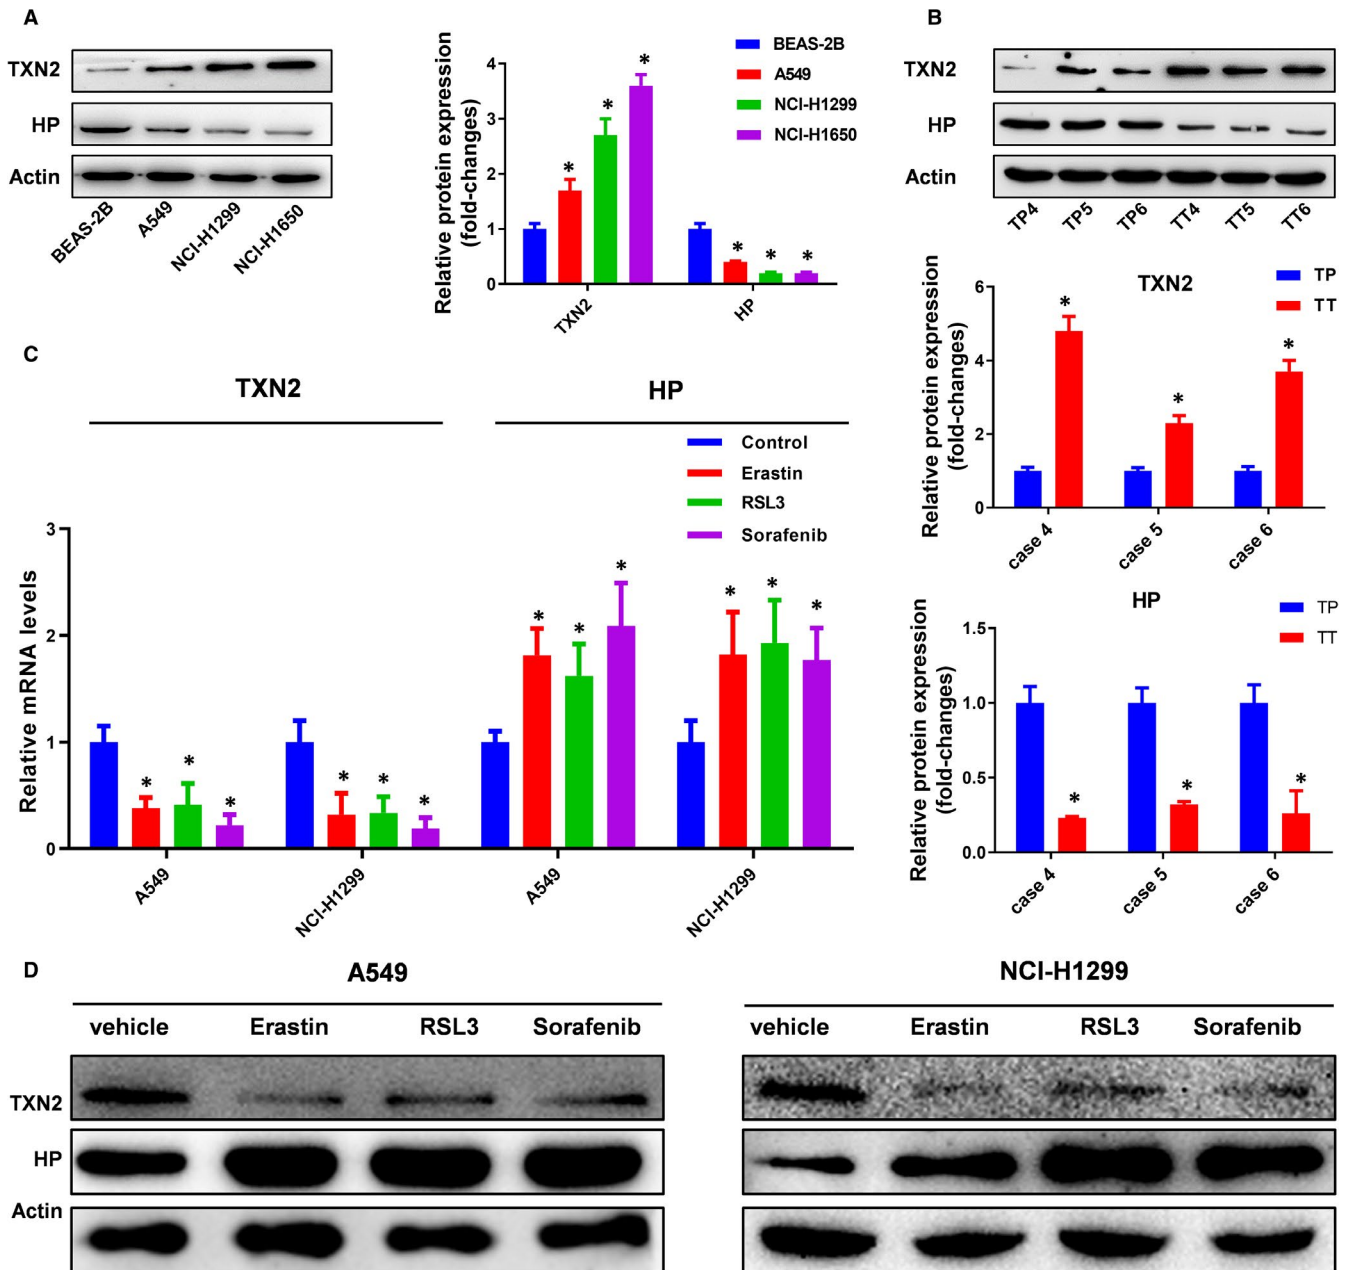 A
TXN2
HP
Actin
BEAS-2B
A549
NCI-H1299
NCI-H1650
Relative protein expression
(fold-changes)
4
3
2
1
0
* * *
* * *
TXN2
HP
BEAS-2B
A549
NCI-H1299
NCI-H1650
B
TXN2
HP
Actin
TP4 TP5 TP6 TT4 TT5 TT6
TXN2
TP
TT
Relative protein expression
(fold-changes)
6
4
2
0
* * *
case 4
case 5
case 6
HP
TP
TT
Relative protein expression
(fold-changes)
1.5
1.0
0.5
0.0
* * *
case 4
case 5
case 6
C
TXN2
HP
Control
Erastin
RSL3
Sorafenib
Relative mRNA levels
3
2
1
0
* * *
* * *
* * *
* * *
A549
NCI-H1299
A549
NCI-H1299
D
A549
vehicle Erastin RSL3 Sorafenib
TXN2
HP
Actin
NCI-H1299
vehicle Erastin RSL3 Sorafenib